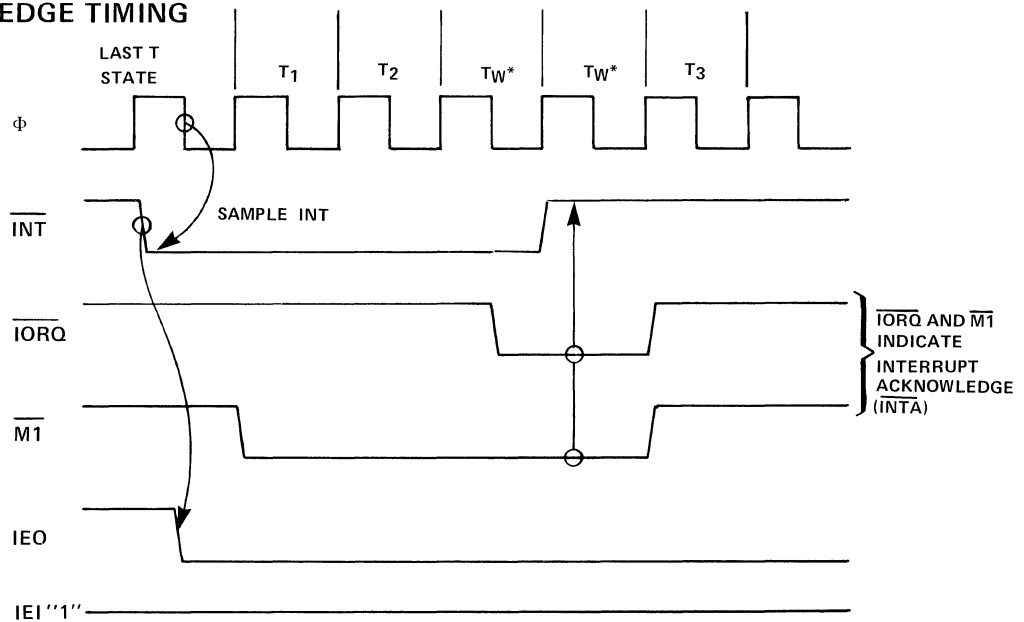 EDGE TIMING
LAST T
STATE
T1 T2 TW* TW* T3
Φ
INT
SAMPLE INT
IORQ
IORQ AND M1
INDICATE
INTERRUPT
ACKNOWLEDGE
(INTA)
M1
IEO
IEI "1"